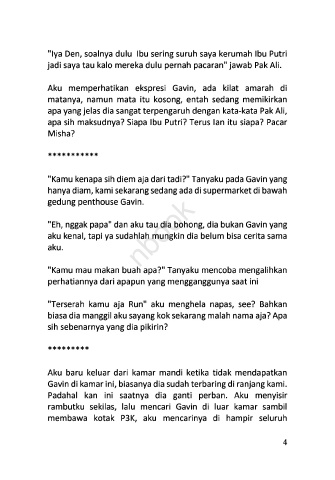 "Iya Den, soalnya dulu Ibu sering suruh saya kerumah Ibu Putri
jadi saya tau kalo mereka dulu pernah pacaran" jawab Pak Ali.
Aku memperhatikan ekspresi Gavin, ada kilat amarah di
matanya, namun mata itu kosong, entah sedang memikirkan
apa yang jelas dia sangat terpengaruh dengan kata-kata Pak Ali,
apa sih maksudnya? Siapa Ibu Putri? Terus Ian itu siapa? Pacar
Misha?
***********
"Kamu kenapa sih diem aja dari tadi?" Tanyaku pada Gavin yang
hanya diam, kami sekarang sedang ada di supermarket di bawah
gedung penthouse Gavin.
"Eh, nggak papa" dan aku tau dia bohong, dia bukan Gavin yang
aku kenal, tapi ya sudahlah mungkin dia belum bisa cerita sama
aku.
"Kamu mau makan buah apa?" Tanyaku mencoba mengalihkan
perhatiannya dari apapun yang mengganggunya saat ini
"Terserah kamu aja Run" aku menghela napas, see? Bahkan
biasa dia manggil aku sayang kok sekarang malah nama aja? Apa
sih sebenarnya yang dia pikirin?
*********
Aku baru keluar dari kamar mandi ketika tidak mendapatkan
Gavin di kamar ini, biasanya dia sudah terbaring di ranjang kami.
Padahal kan ini saatnya dia ganti perban. Aku menyisir
rambutku sekilas, lalu mencari Gavin di luar kamar sambil
membawa kotak P3K, aku mencarinya di hampir seluruh
4